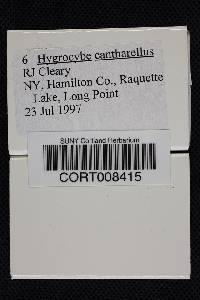 6 Hygrocybe cantharellus
RJ Cleary
NY, Hamilton Co., Raquette
Lake, Long Point
23 Jul 1997
SUNY Cortland Herbarium
CORT008415